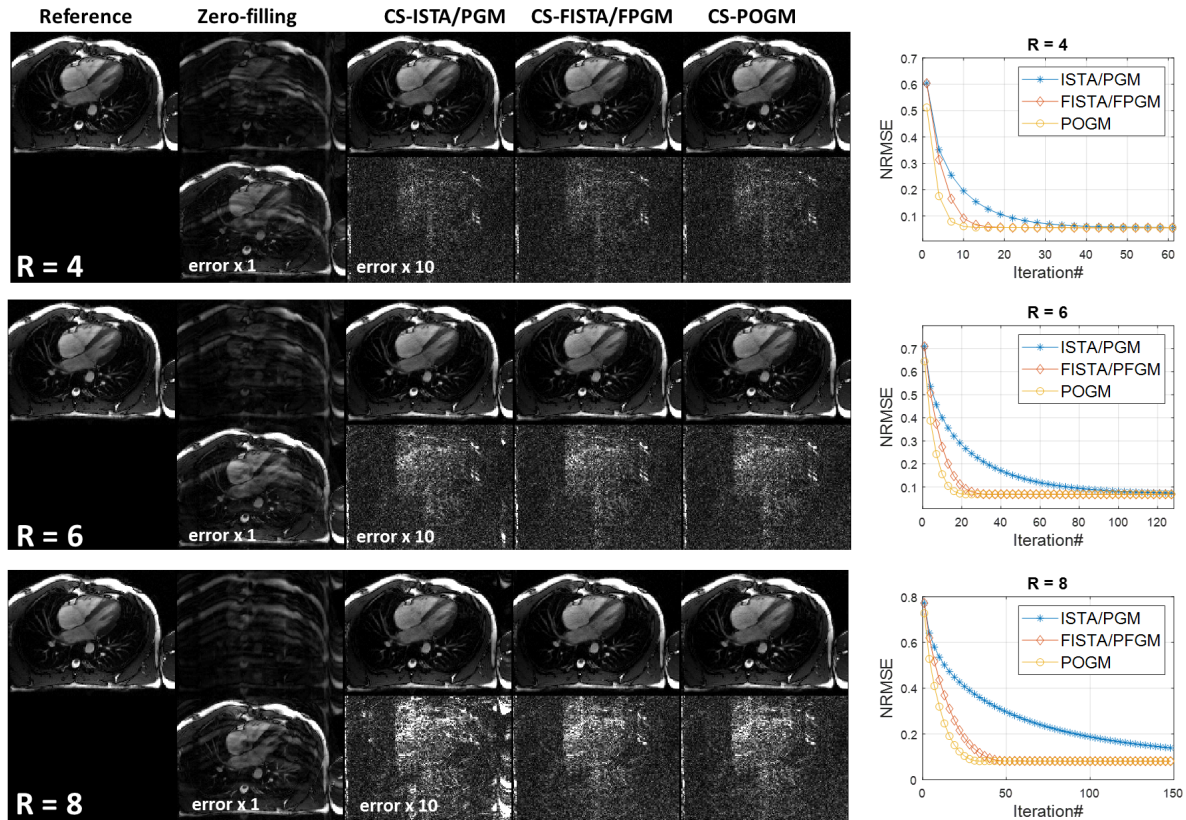 Reference Zero-filling CS-ISTA/PGM CS-FISTA/FPGM CS-POGM
R = 4
error x 1
error x 10
R = 4
ISTA/PGM
FISTA/FPGM
POGM
NRMSE
0.7
0.6
0.5
0.4
0.3
0.2
0.1
0 10 20 30 40 50 60
Iteration#
R = 6
error x 1
error x 10
R = 6
ISTA/PGM
FISTA/PFGM
POGM
NRMSE
0.7
0.6
0.5
0.4
0.3
0.2
0.1
0 20 40 60 80 100 120
Iteration#
R = 8
error x 1
error x 10
R = 8
ISTA/PGM
FISTA/PFGM
POGM
NRMSE
0.8
0.6
0.4
0.2
0
0 50 100 150
Iteration#